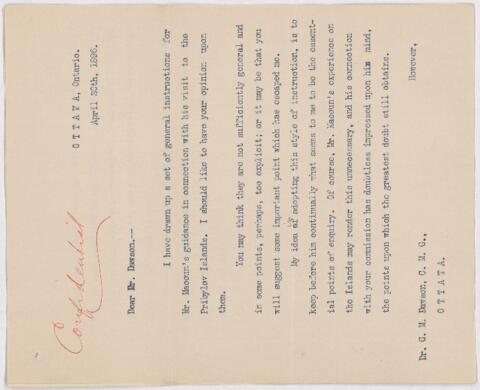 Confidential
OTTAWA, Ontario.
April 30th, 1896.
Dear Mr. Dawson,--
I have drawn up a set of general instructions for
Mr. Macoun's guidance in connection with his visit to the
Pribylov Islands. I should like to have your opinion upon
them.
You may think they are not sufficiently general and
in some points, perhaps, too explicit; or it may be that you
will suggest some important point which has escaped me.
My idea in adopting this style of instruction, is to
keep before him continually what seems to me to be the essent-
ial points of enquiry. Of course, Mr. Macoun's experience on
the Islands may render this unnecessary, and his connection
with your commission has doubtless impressed upon his mind,
the points upon which the greatest doubt still obtains.
However,
Dr. G. M. Dawson, C. M. G.,
OTTAWA.